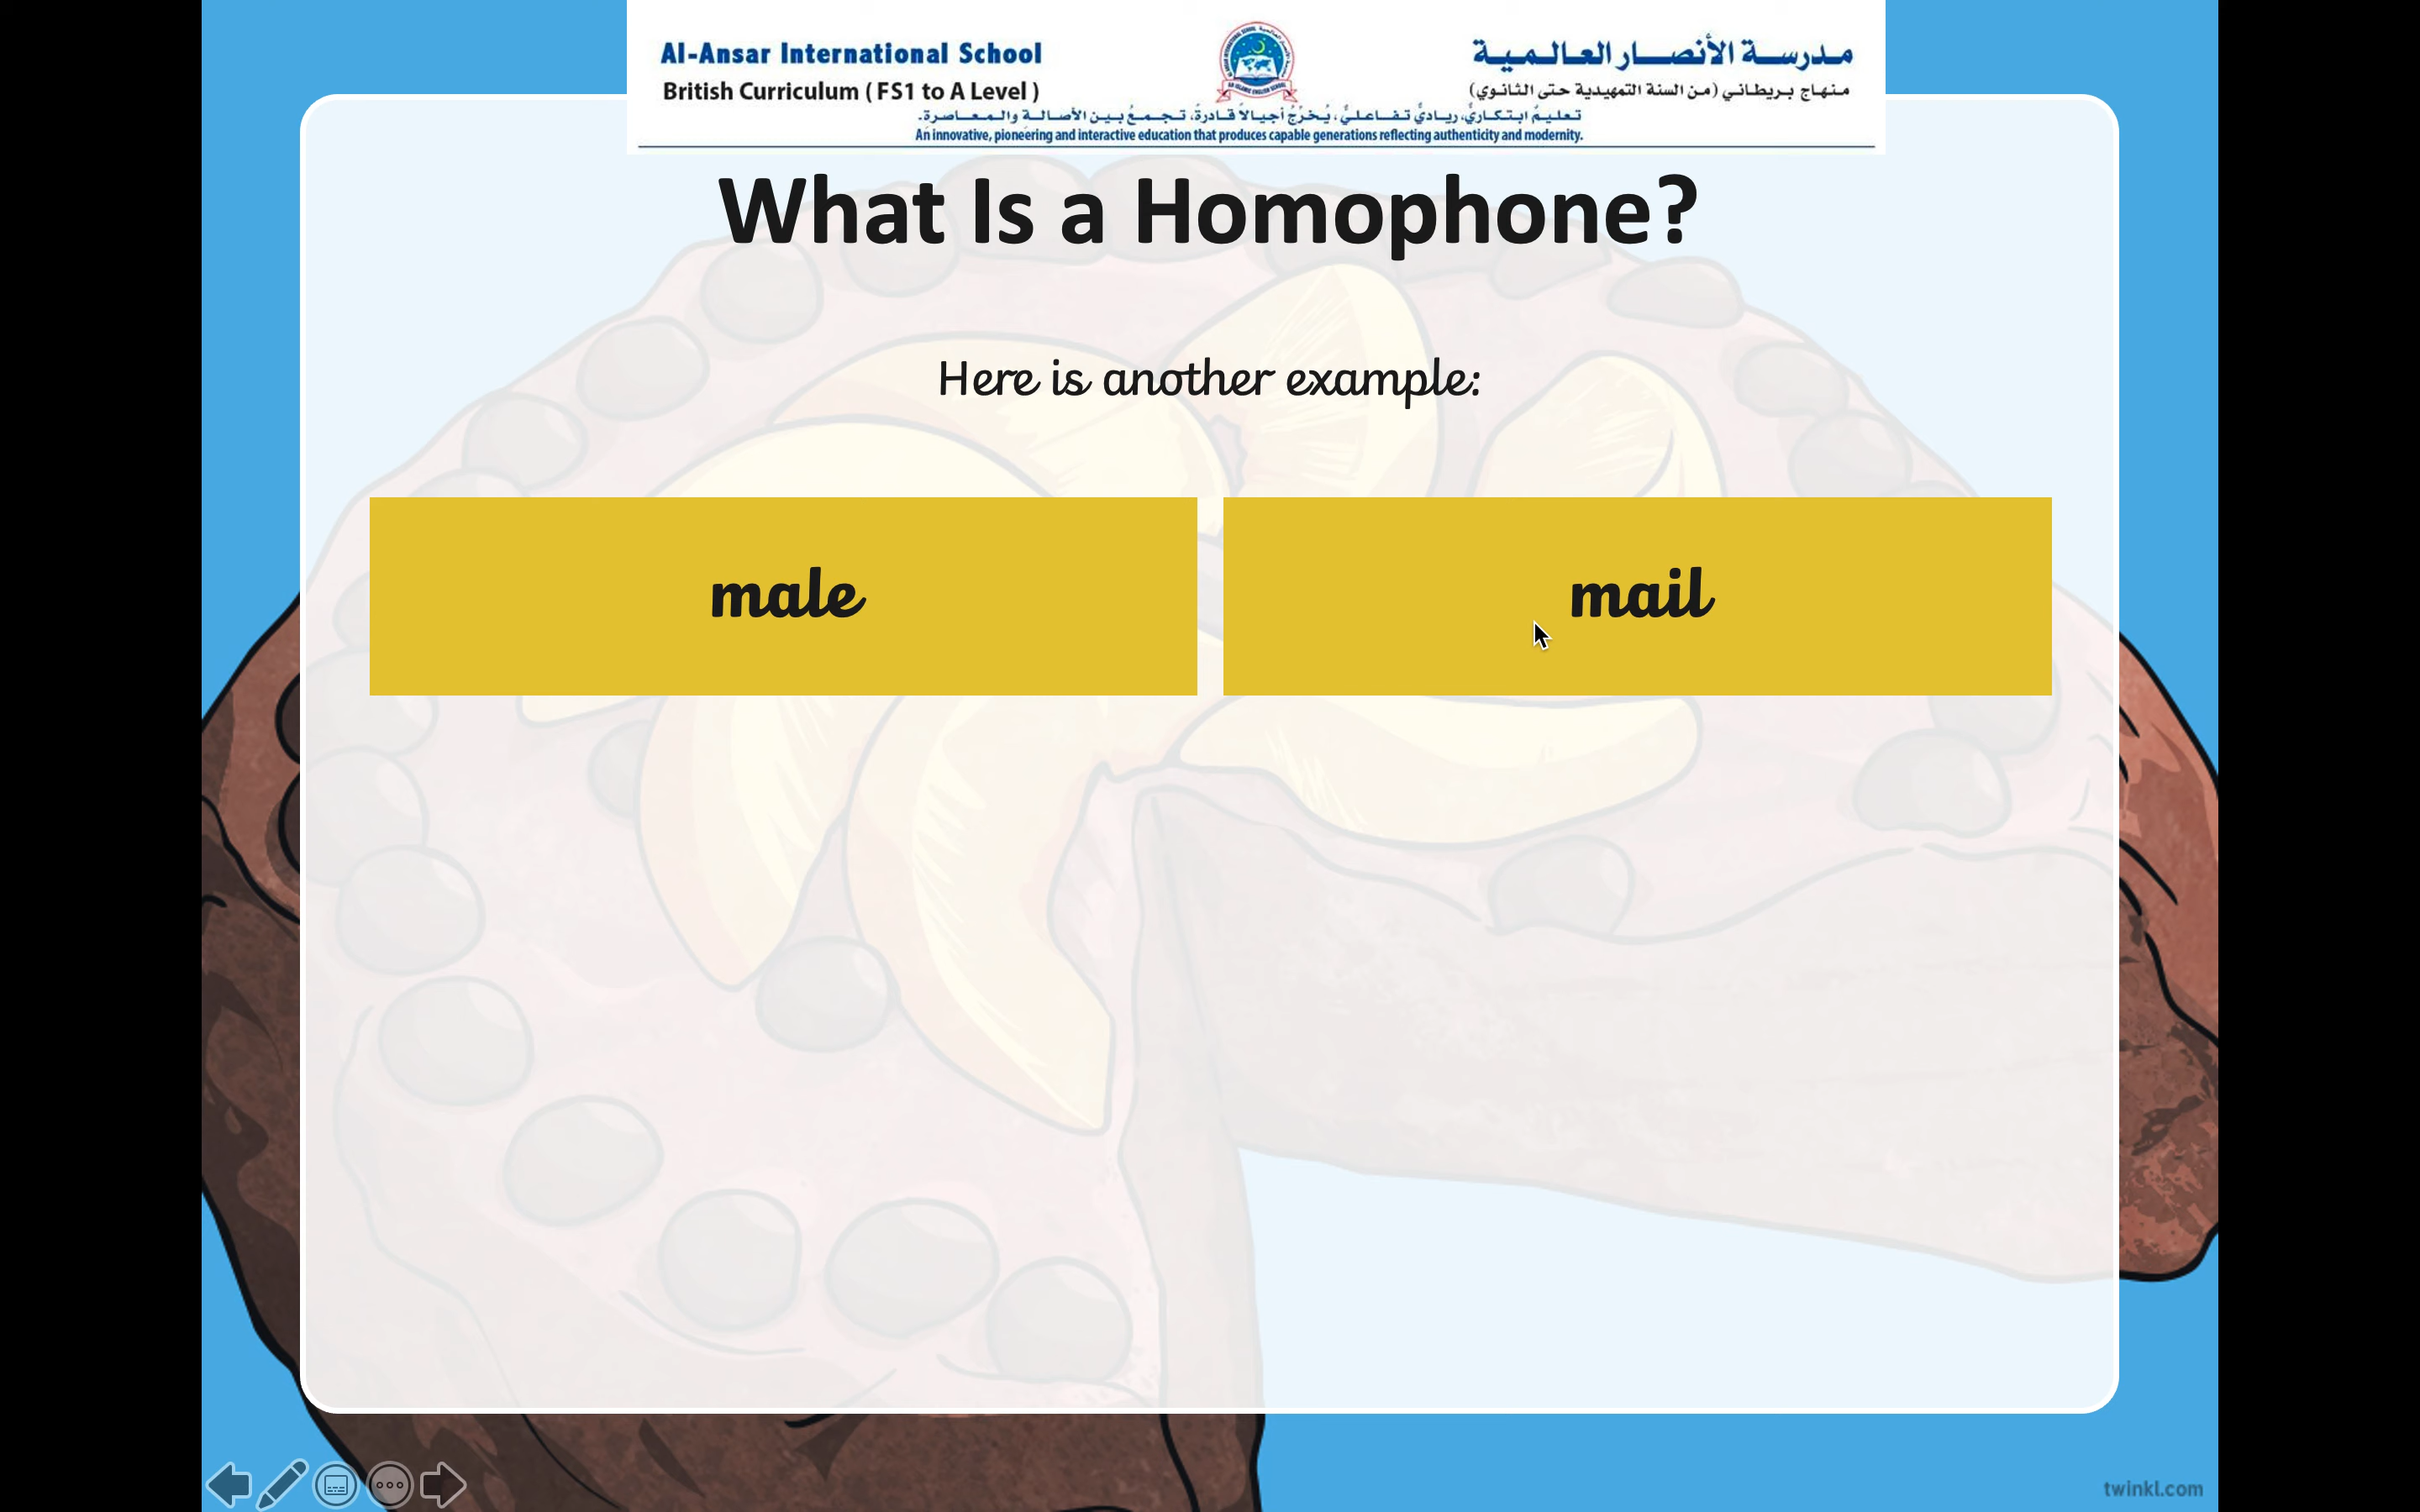 Al-Ansar International School
مدرسة الأنصار العالمية
British Curriculum ( FS1 to A Level )
منهاج بريطاني (من السنة التمهيدية حتى الثانوي)
تعليمٌ ابتكاريٌّ، رياديٌّ تفاعليٌّ، يُخرّجُ أجيالاً قادرةً، تجمعُ بين الأصالة والمعاصرة.
An innovative, pioneering and interactive education that produces capable generations reflecting authenticity and modernity.
What Is a Homophone?
Here is another example:
male
mail
twinkl.com